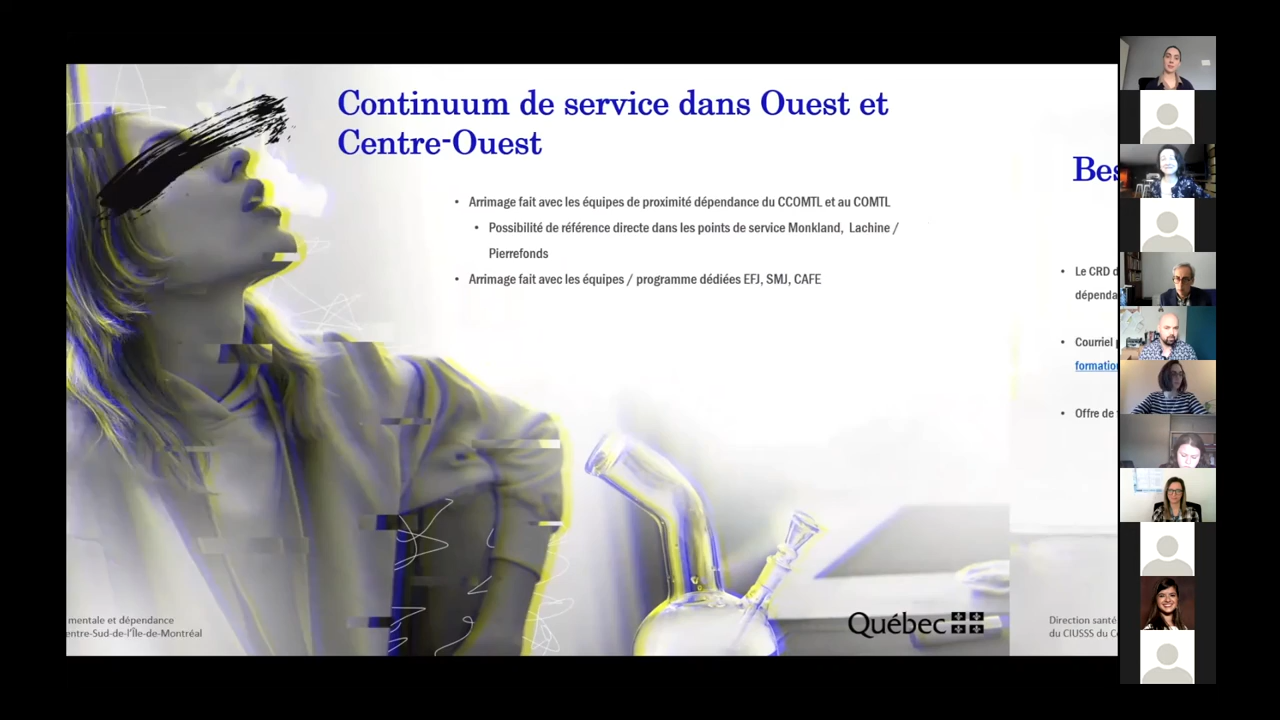 Continuum de service dans Ouest et
Centre-Ouest
• Arrimage fait avec les équipes de proximité dépendance du CCOMTL et au COMTL
• Possibilité de référence directe dans les points de service Monkland, Lachine /
Pierrefonds
• Arrimage fait avec les équipes / programme dédiées EFJ, SMJ, CAFE
mentale et dépendance
entre-Sud-de-l'Île-de-Montréal
Québec
Bes
• Le CRD d
dépenda
• Courriel p
formation
• Offre de
Direction santé
du CIUSSS du Ce